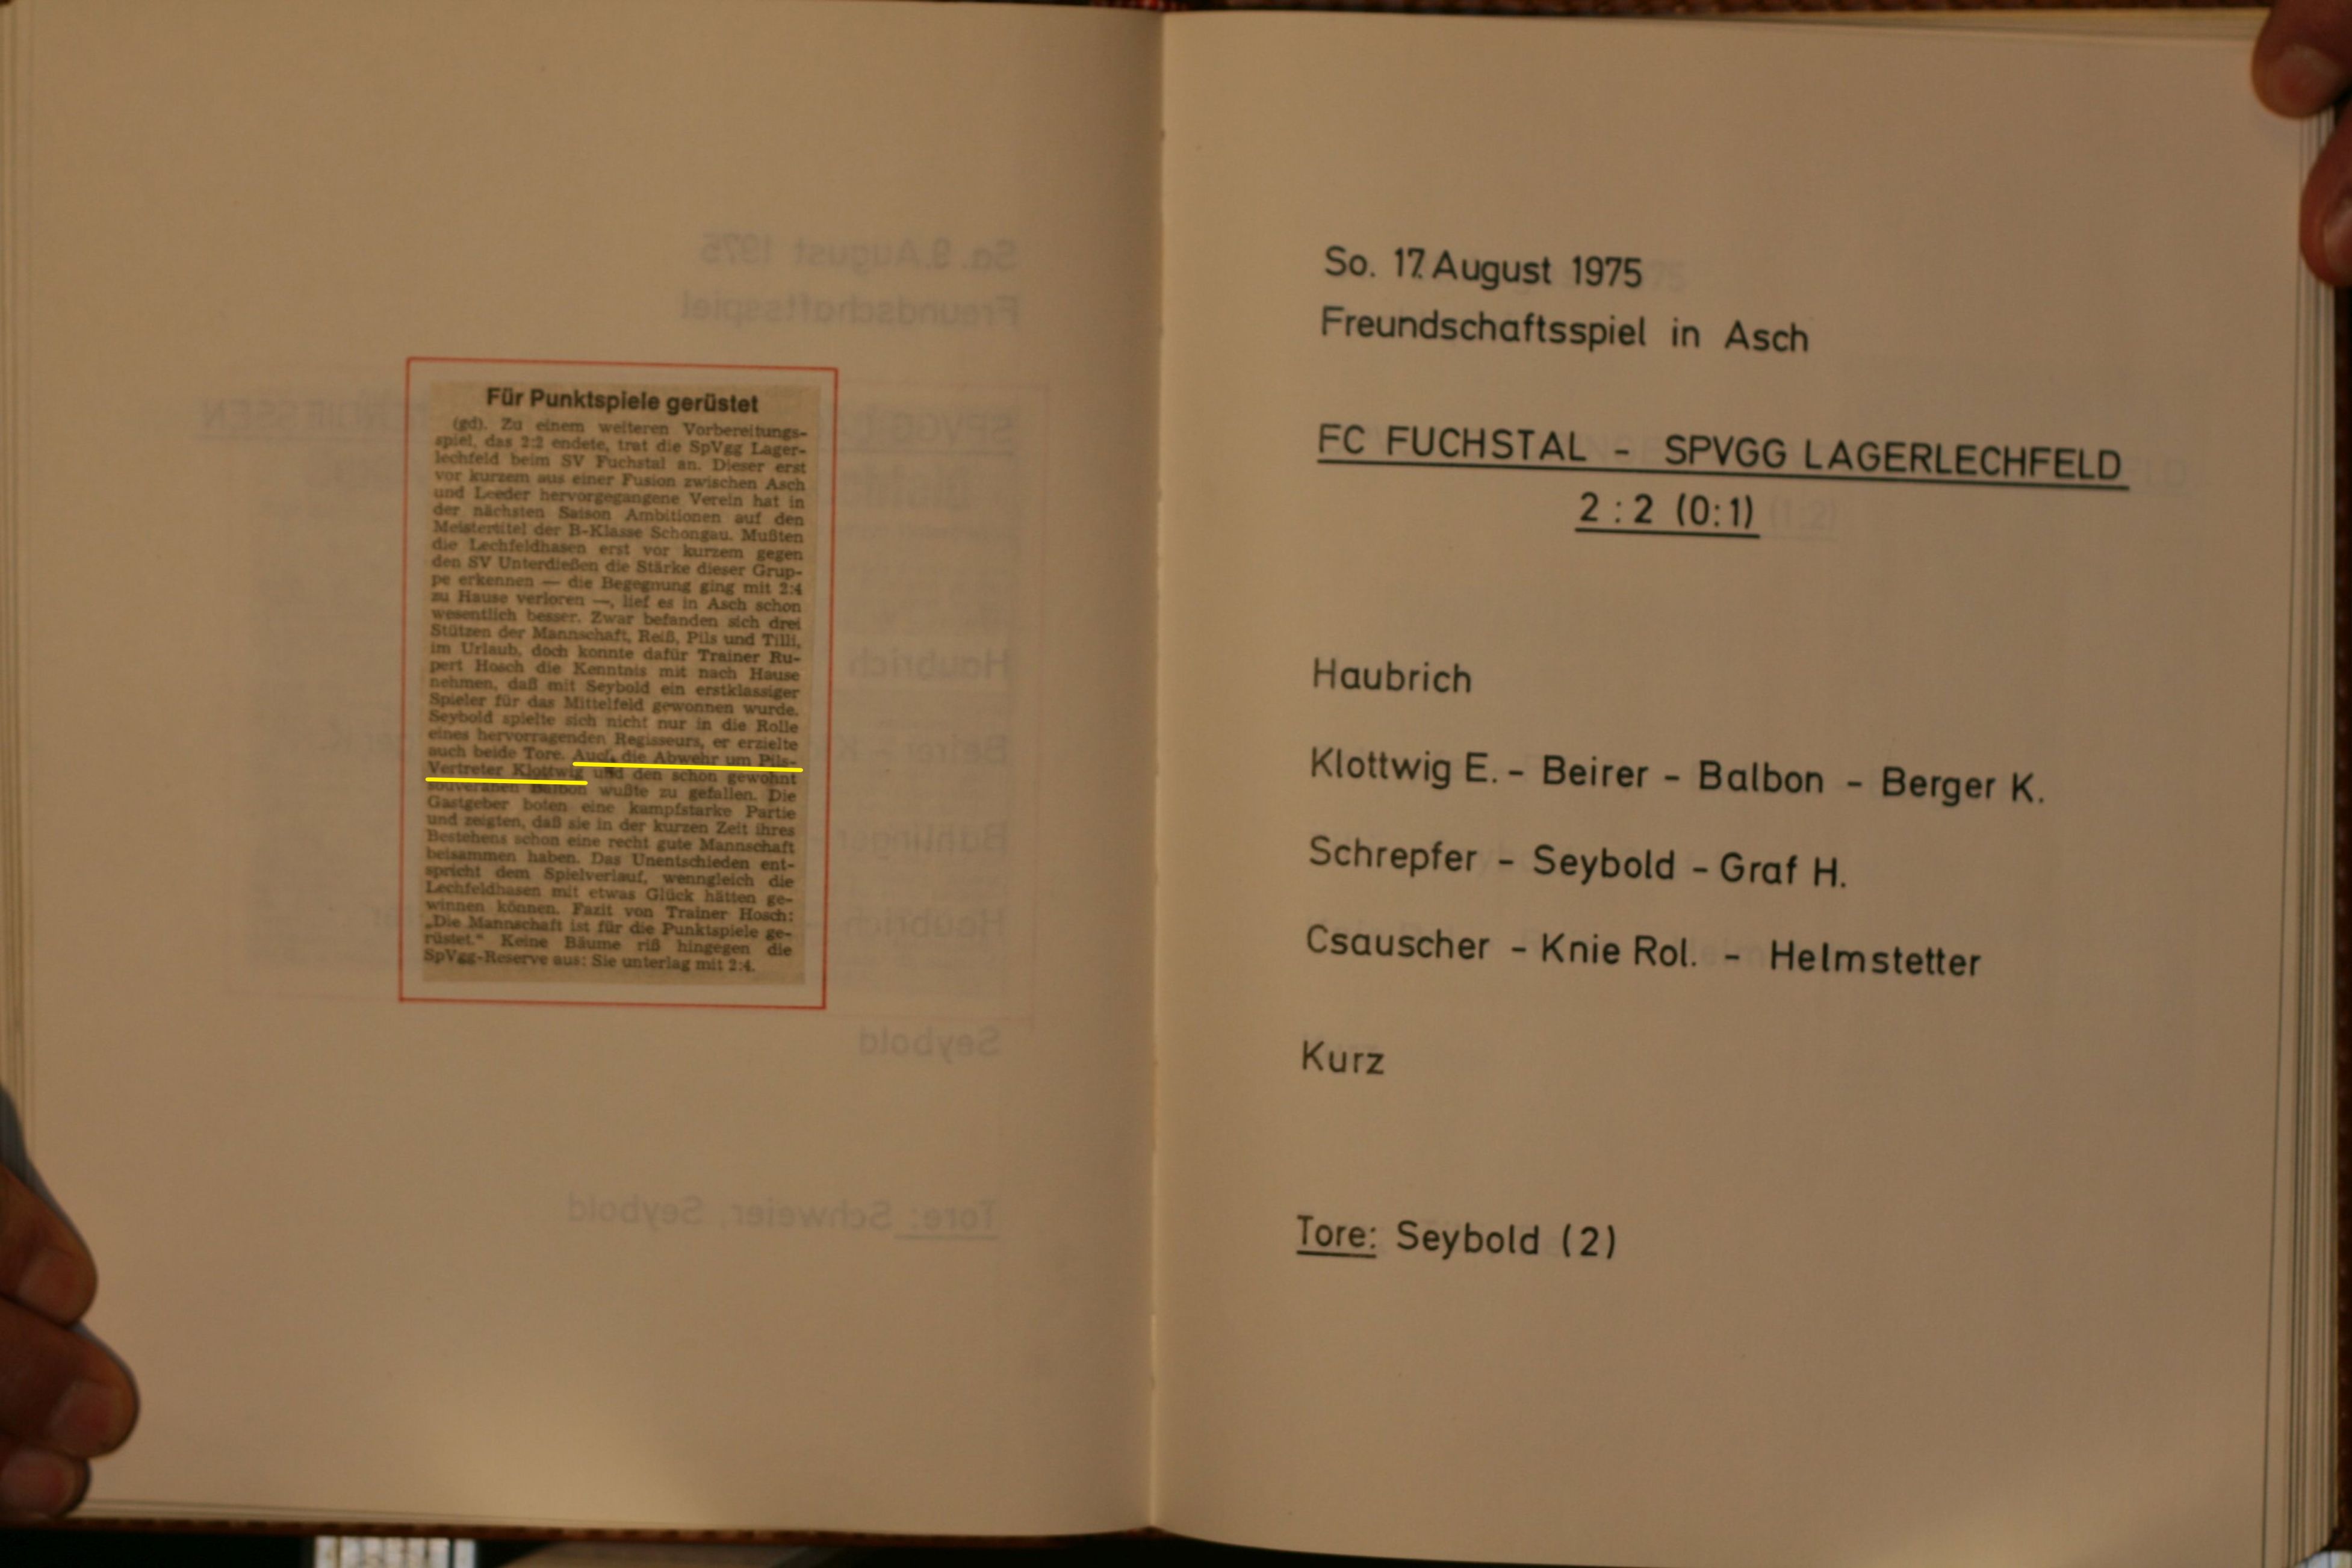 Für Punktspiele gerüstet
(gd). Zu einem weiteren Vorbereitungs-
spiel, das 2:2 endete, trat die SpVgg Lager-
lechfeld beim SV Fuchstal an. Dieser erst
vor kurzem aus einer Fusion zwischen Asch
und Leeder hervorgegangene Verein hat in
der nächsten Saison Ambitionen auf den
Meistertitel der B-Klasse Schongau. Mußten
die Lechfeldhasen erst vor kurzem gegen
den SV Unterdießen die Stärke dieser Grup-
pe erkennen — die Begegnung ging mit 2:4
zu Hause verloren —, lief es in Asch schon
wesentlich besser. Zwar befanden sich drei
Stützen der Mannschaft, Reiß, Pils und Tilli,
im Urlaub, doch konnte dafür Trainer Ru-
pert Hosch die Kenntnis mit nach Hause
nehmen, daß mit Seybold ein erstklassiger
Spieler für das Mittelfeld gewonnen wurde.
Seybold spielte sich nicht nur in die Rolle
eines hervorragenden Regisseurs, er erzielte
auch beide Tore. Auch die Abwehr um Pils-
Vertreter Klottwig und den schon gewohnt
souveränen Balbon wußte zu gefallen. Die
Gastgeber boten eine kampfstarke Partie
und zeigten, daß sie in der kurzen Zeit ihres
Bestehens schon eine recht gute Mannschaft
beisammen haben. Das Unentschieden ent-
spricht dem Spielverlauf, wenngleich die
Lechfeldhasen mit etwas Glück hätten ge-
winnen können. Fazit von Trainer Hosch:
„Die Mannschaft ist für die Punktspiele ge-
rüstet.“ Keine Bäume riß hingegen die
SpVgg-Reserve aus: Sie unterlag mit 2:4.
So. 17. August 1975
Freundschaftsspiel in Asch
FC FUCHSTAL - SPVGG LAGERLECHFELD
2 : 2 (0:1)
Haubrich
Klottwig E. - Beirer - Balbon - Berger K.
Schrepfer - Seybold - Graf H.
Csauscher - Knie Rol. - Helmstetter
Kurz
Tore: Seybold (2)